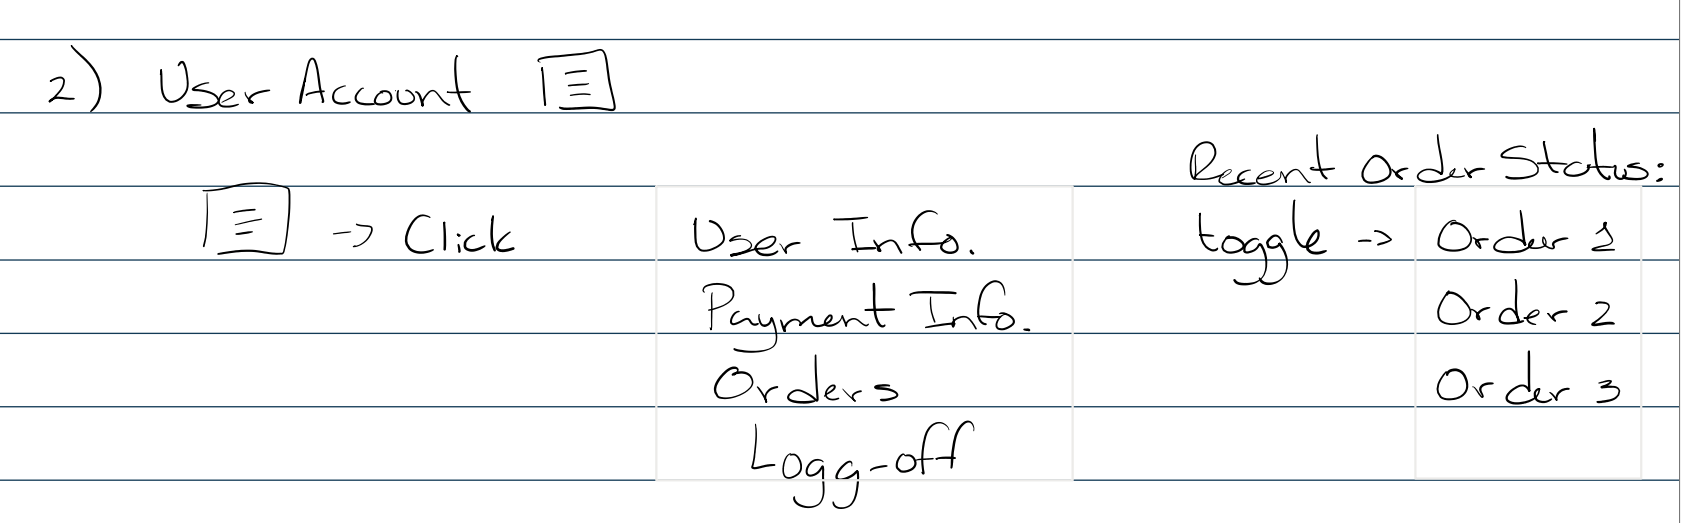 2) User Account
Recent Order Status:
→ Click User Info. toggle → Order 1
Payment Info. Order 2
Orders Order 3
Logg-off